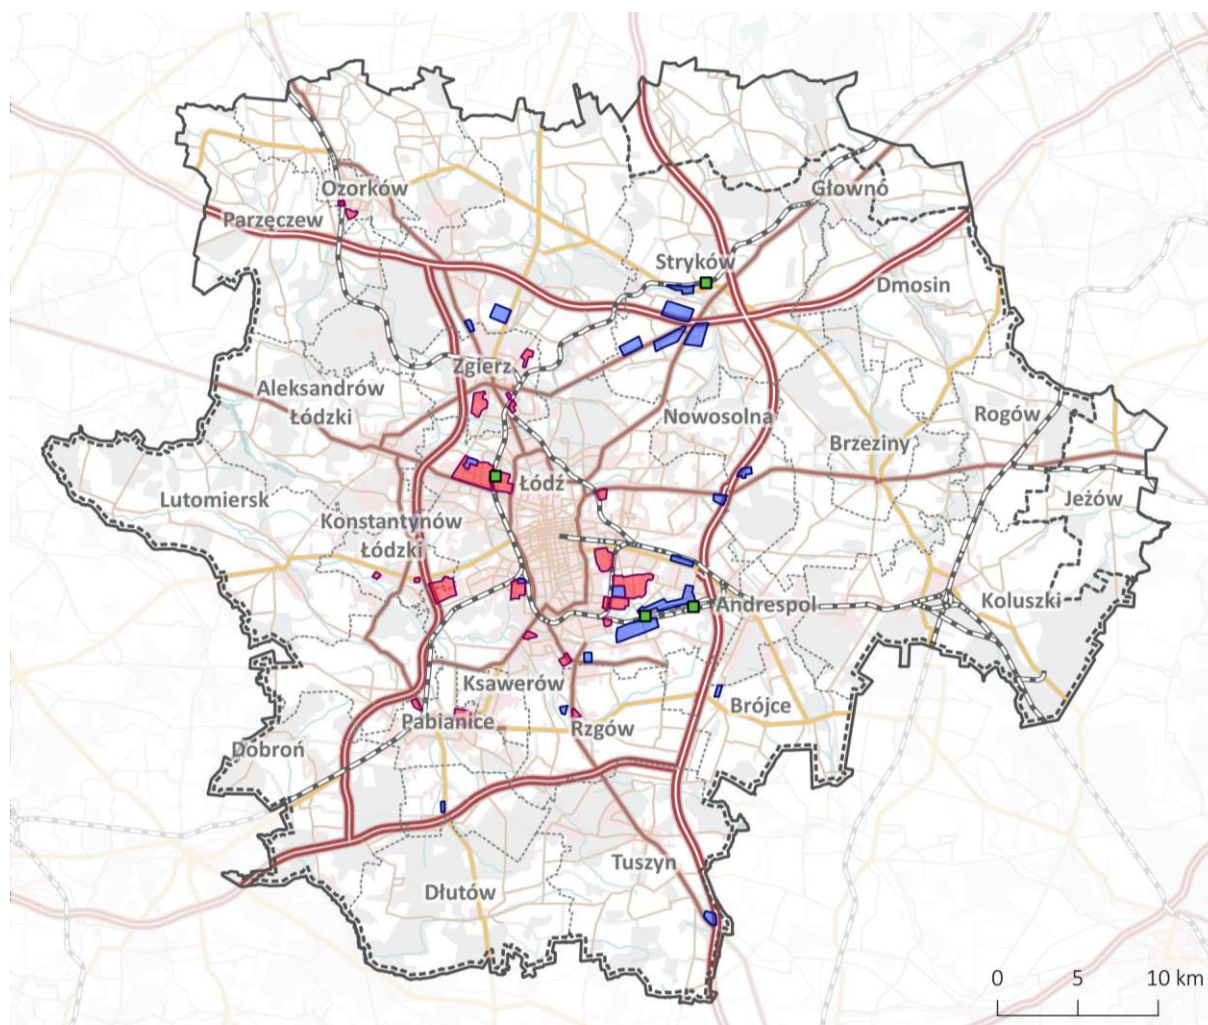 Ozorków
Głownó
Parzęczew
Stryków
Dmosin
Zgierz
Aleksandrów
Łódzki
Nowosolna
Rogów
Brzeziny
Lutomiersk
Łódź
Jeżów
Konstantynów
Łódzki
Andrespol
Koluszki
Ksawerów
Brójce
Pabianice
Rzgów
Dobroń
Tuszyn
Dłutów
0 5 10 km